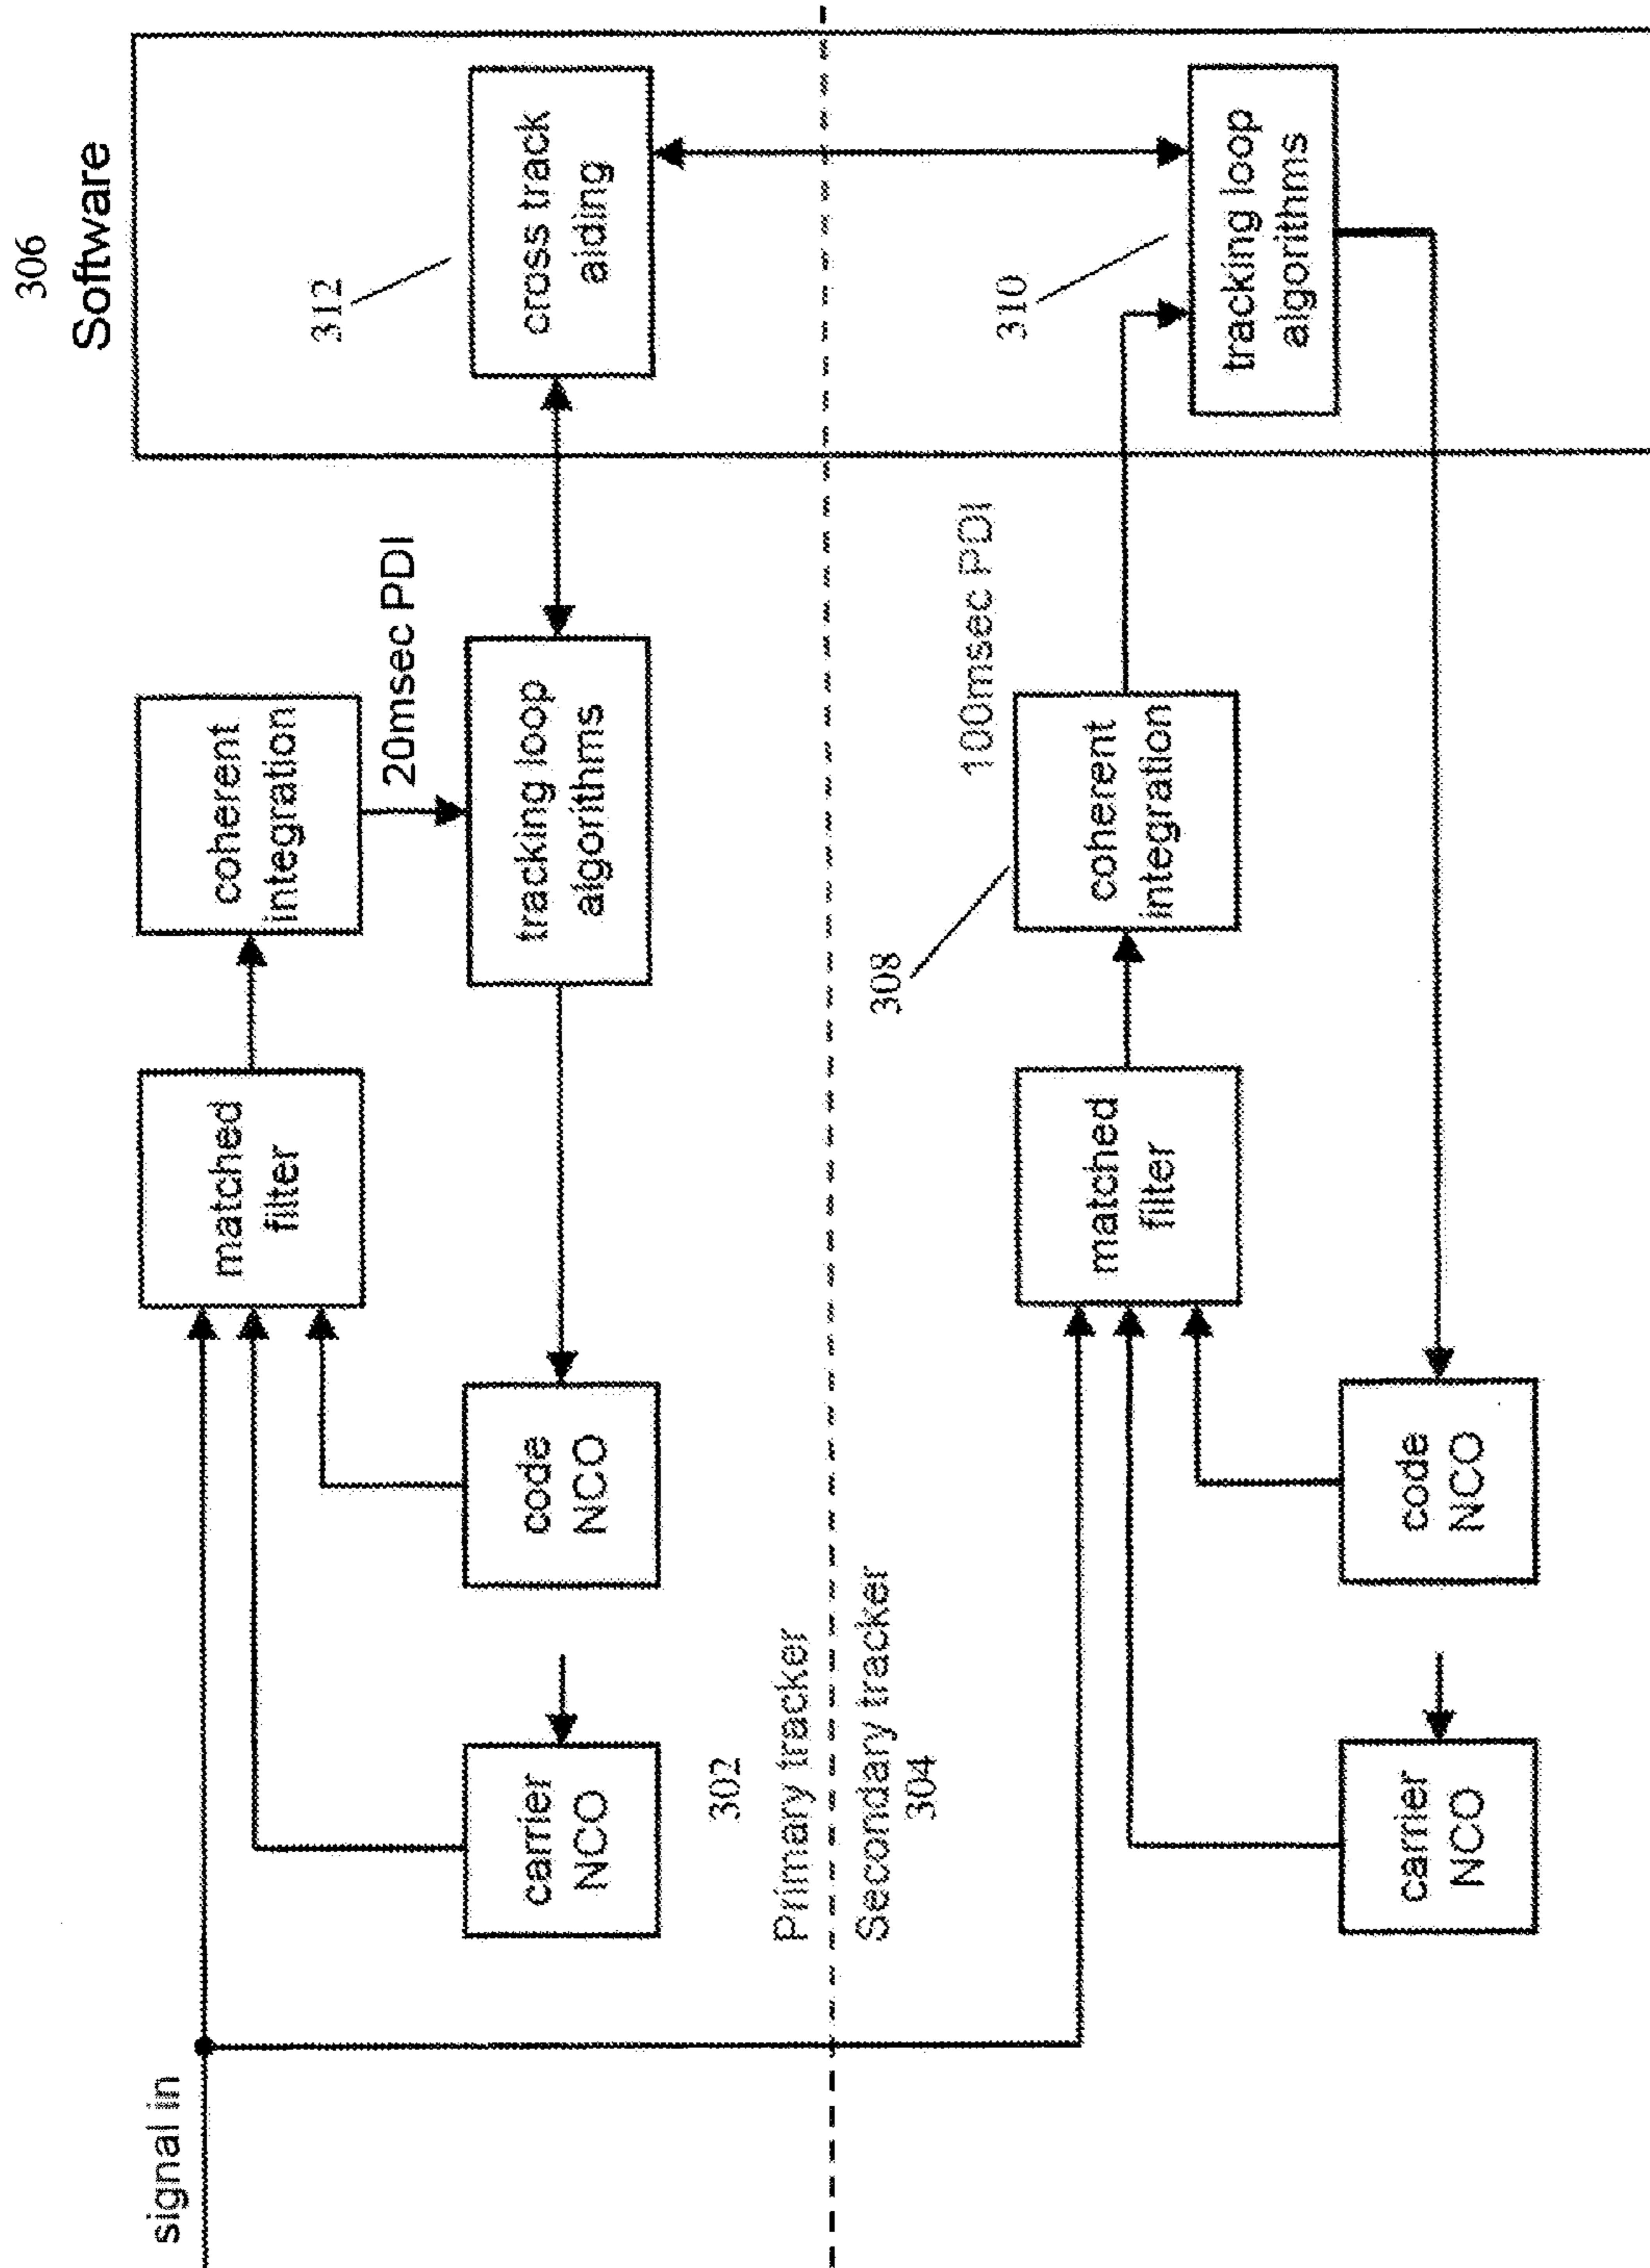 306
Software
signal in
matched
filter
coherent
integration
20msec PDI
312
cross track
aiding
carrier
NCO
code
NCO
tracking loop
algorithms
302
Primary tracker
Secondary tracker
304
308
100msec PDI
310
matched
filter
coherent
integration
tracking loop
algorithms
carrier
NCO
code
NCO